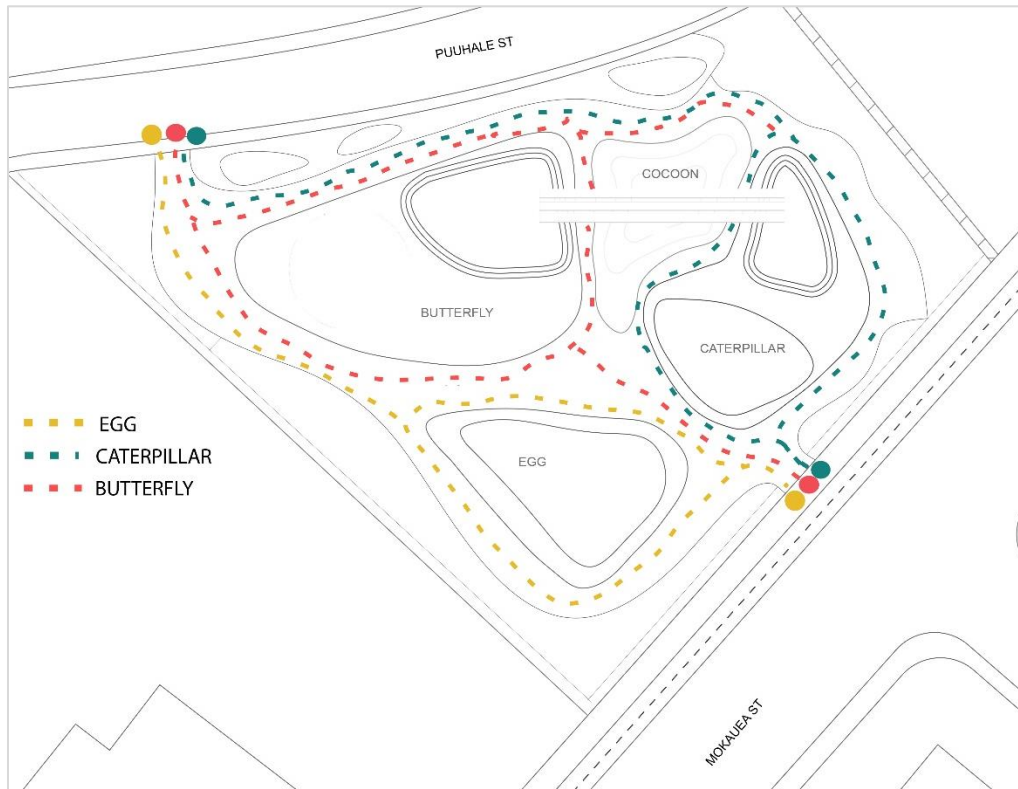 PUUHALE ST
COCOON
BUTTERFLY
CATERPILLAR
EGG
EGG
CATERPILLAR
BUTTERFLY
MOKAUEA ST